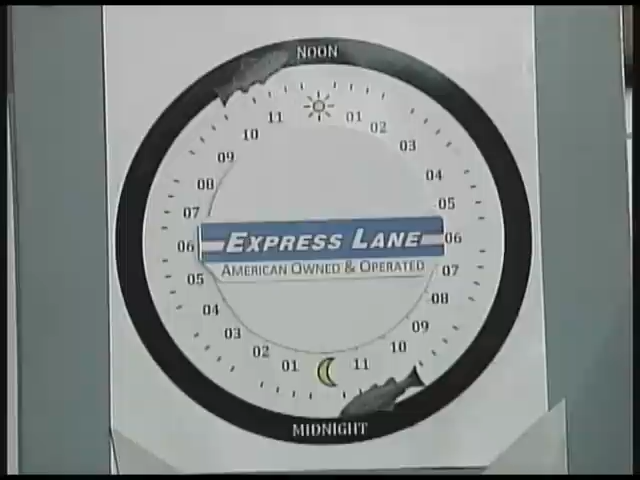 NOON
11 01
10 02
09 03
08 04
07 05
EXPRESS LANE
06 06
AMERICAN OWNED & OPERATED
05 07
04 08
03 09
02 10
01 11
MIDNIGHT